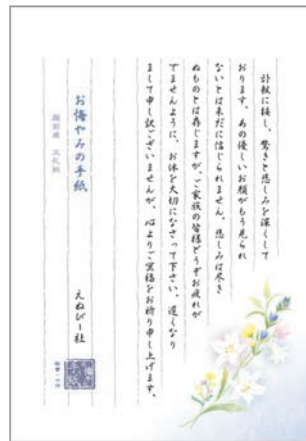 訃報に接し、驚きと悲しみを深くして
おります。あの優しいお顔がもう見られ
ないとは未だに信じられません。悲しみは尽き
ぬものとは存じますが、ご家族の皆様どうぞお疲れが
でませんように、お体を大切になさって下さい。遅くなり
まして申し訳ございませんが、心よりご冥福をお祈り申し上げます。
えぬびー社
お悔やみの手紙
越前産 大礼紙